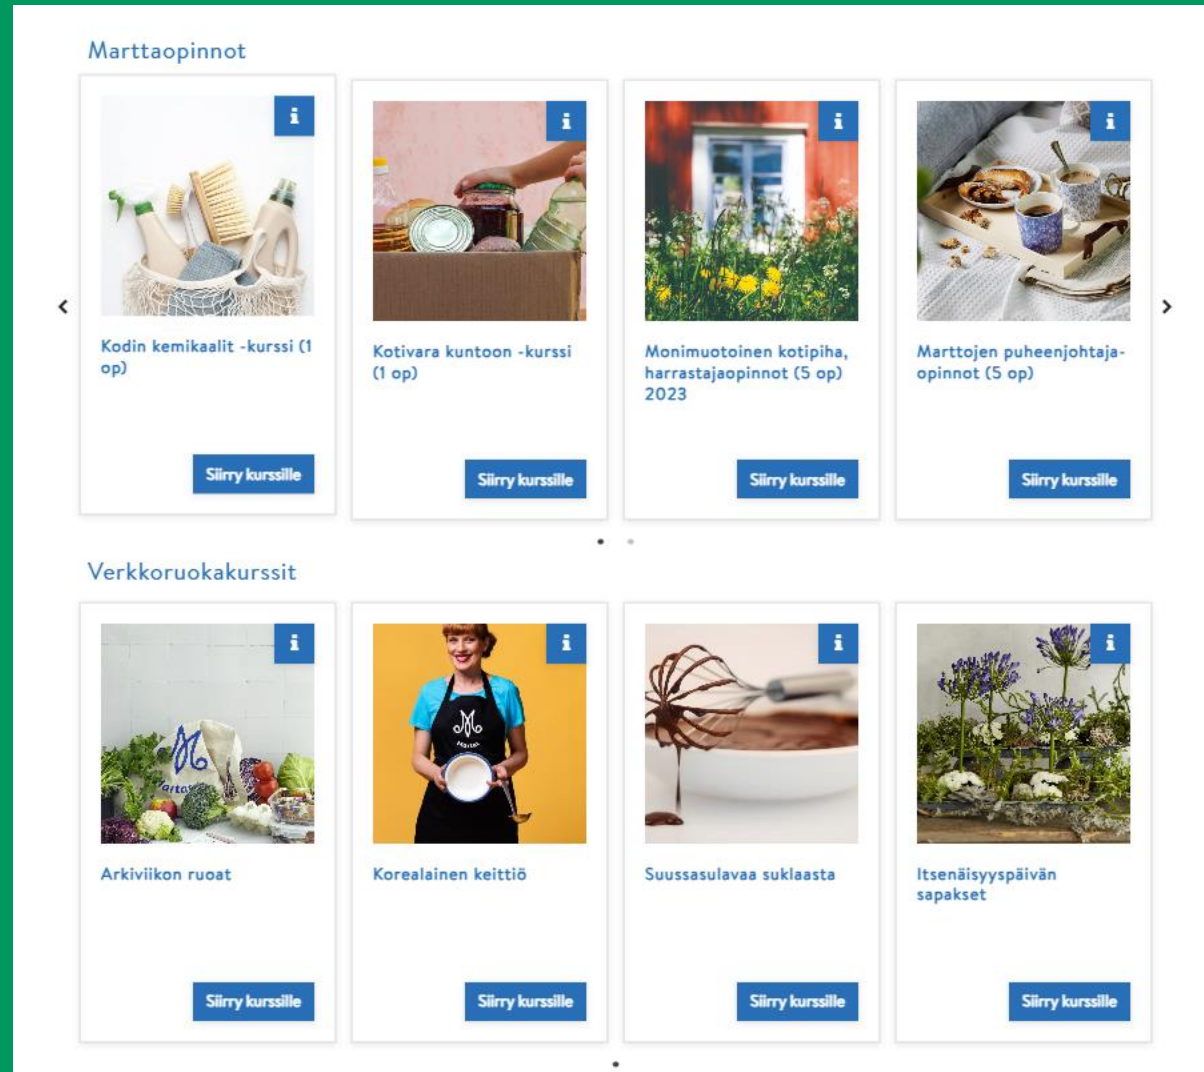 Marttaopinnot
i
i
i
i
Kodin kemikaalit -kurssi (1
op)
Kotivara kuntoon -kurssi
(1 op)
Monimuotoinen kotipiha,
harrastajaopinnot (5 op)
2023
Marttojen puheenjohtaja-
opinnot (5 op)
Siirry kurssille
Siirry kurssille
Siirry kurssille
Siirry kurssille
Verkkoruokakurssit
i
i
i
i
Arkiviikon ruoat
Korealainen keittiö
Suussasulavaa suklaasta
Itsenäisyyspäivän
sapakset
Siirry kurssille
Siirry kurssille
Siirry kurssille
Siirry kurssille